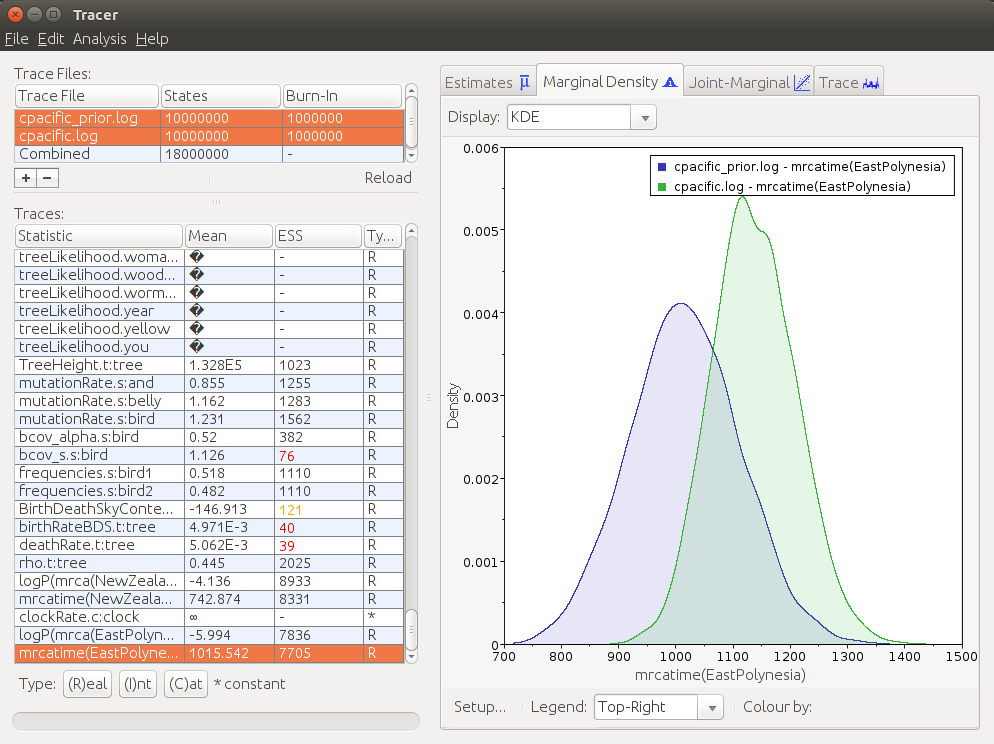 Tracer
File Edit Analysis Help
Trace Files:
Trace File States Burn-In
cpacific_prior.log 10000000 1000000
cpacific.log 10000000 1000000
Combined 18000000 -
+ - Reload
Traces:
Statistic Mean ESS Ty...
treeLikelihood.woma... � - R
treeLikelihood.wood... � - R
treeLikelihood.worm... � - R
treeLikelihood.year � - R
treeLikelihood.yellow � - R
treeLikelihood.you � - R
TreeHeight.t:tree 1.328E5 1023 R
mutationRate.s:and 0.855 1255 R
mutationRate.s:belly 1.162 1283 R
mutationRate.s:bird 1.231 1562 R
bcov_alpha.s:bird 0.52 382 R
bcov_s.s:bird 1.126 76 R
frequencies.s:bird1 0.518 1110 R
frequencies.s:bird2 0.482 1110 R
BirthDeathSkyConte... -146.913 121 R
birthRateBDS.t:tree 4.971E-3 40 R
deathRate.t:tree 5.062E-3 39 R
rho.t:tree 0.445 2025 R
logP(mrca(NewZeala... -4.136 8933 R
mrcatime(NewZeala... 742.874 8331 R
clockRate.c:clock ∞ - *
logP(mrca(EastPolyn... -5.994 7836 R
mrcatime(EastPolyne... 1015.542 7705 R
Type: (R)eal (I)nt (C)at * constant
Estimates μ Marginal Density Joint-Marginal Trace
Display: KDE
cpacific_prior.log - mrcatime(EastPolynesia)
cpacific.log - mrcatime(EastPolynesia)
0.006
0.005
0.004
0.003
0.002
0.001
0
Density
700 800 900 1000 1100 1200 1300 1400 1500
mrcatime(EastPolynesia)
Setup... Legend: Top-Right Colour by: